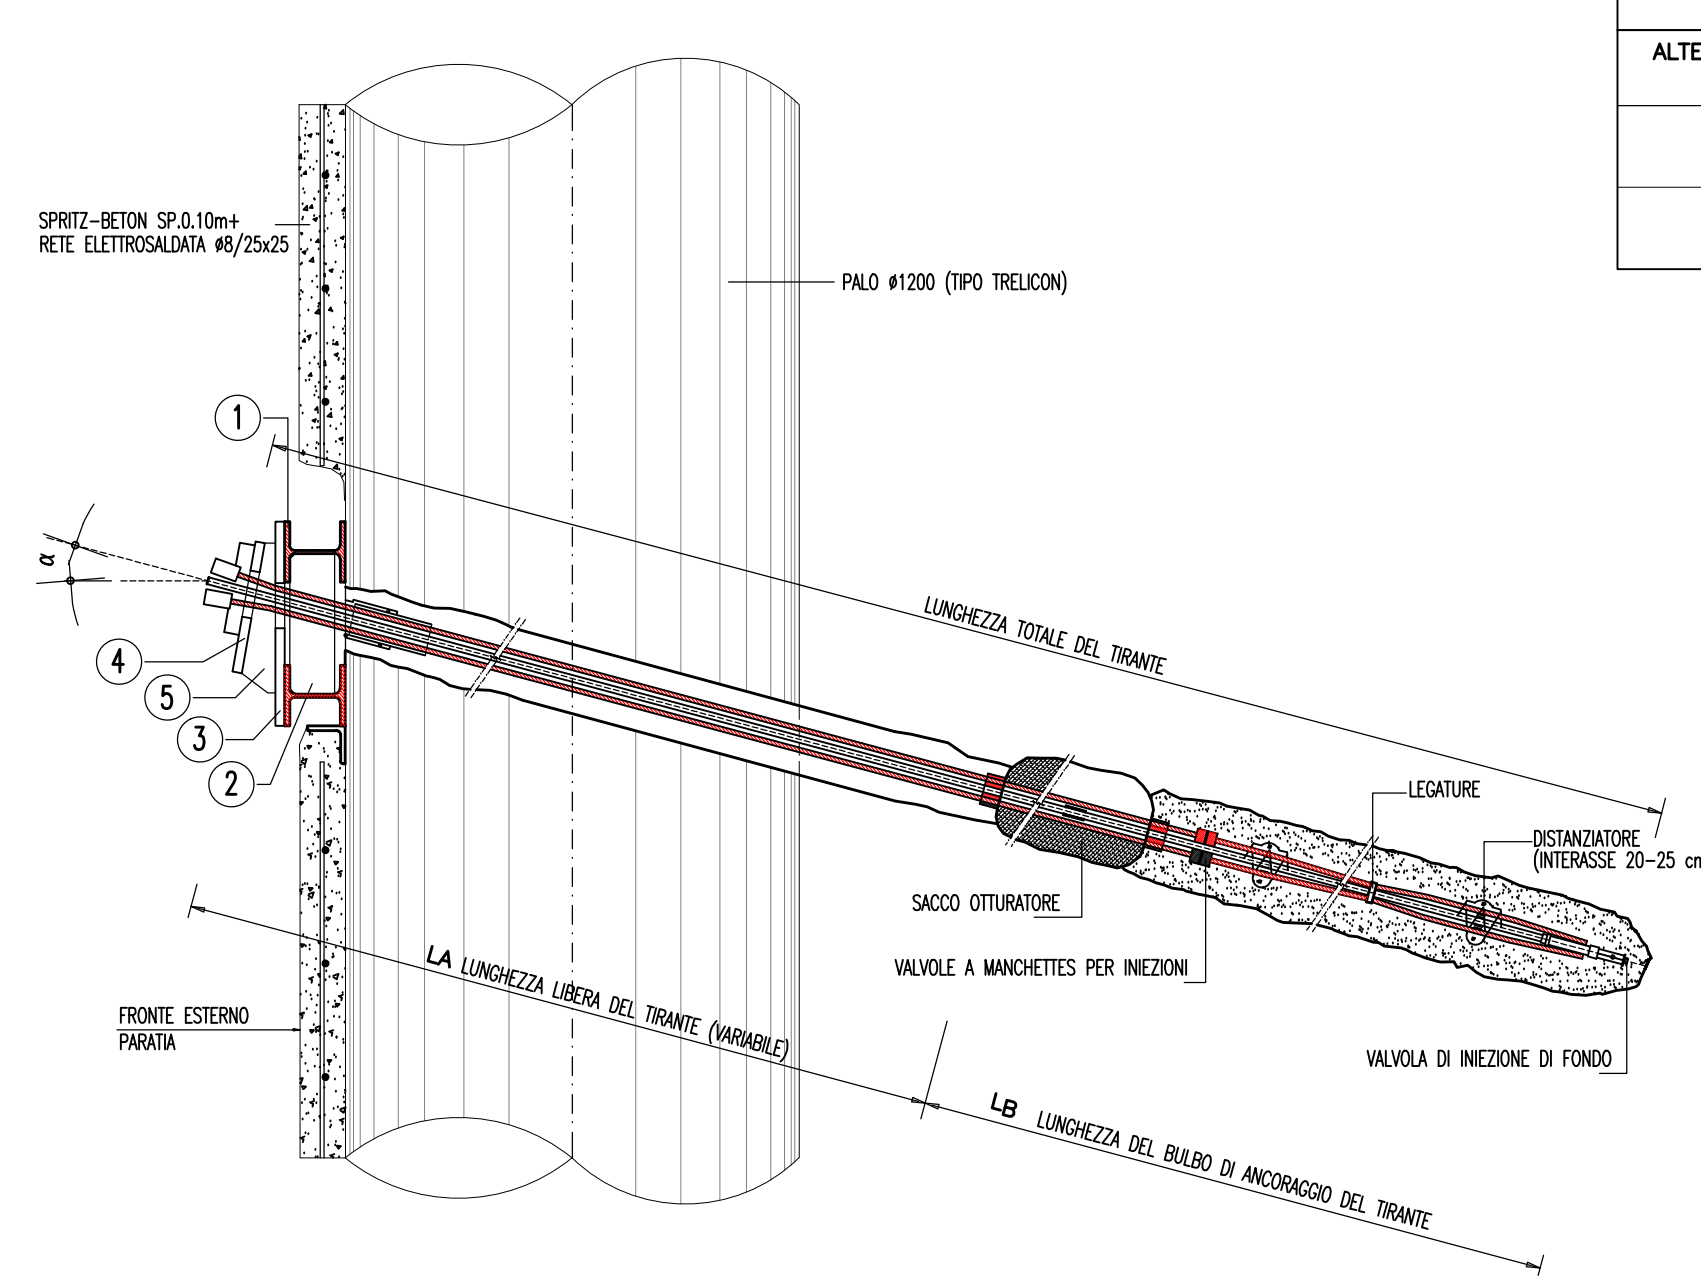 ALTE
SPRITZ-BETON SP.0.10m+
RETE ELETTROSALDATA ø8/25x25
PALO ø1200 (TIPO TRELICON)
1
α
LUNGHEZZA TOTALE DEL TIRANTE
4
5
3
2
LEGATURE
DISTANZIATORE
(INTERASSE 20-25 cm
SACCO OTTURATORE
VALVOLE A MANCHETTES PER INIEZIONI
LA LUNGHEZZA LIBERA DEL TIRANTE (VARIABILE)
FRONTE ESTERNO
PARATIA
VALVOLA DI INIEZIONE DI FONDO
LB LUNGHEZZA DEL BULBO DI ANCORAGGIO DEL TIRANTE